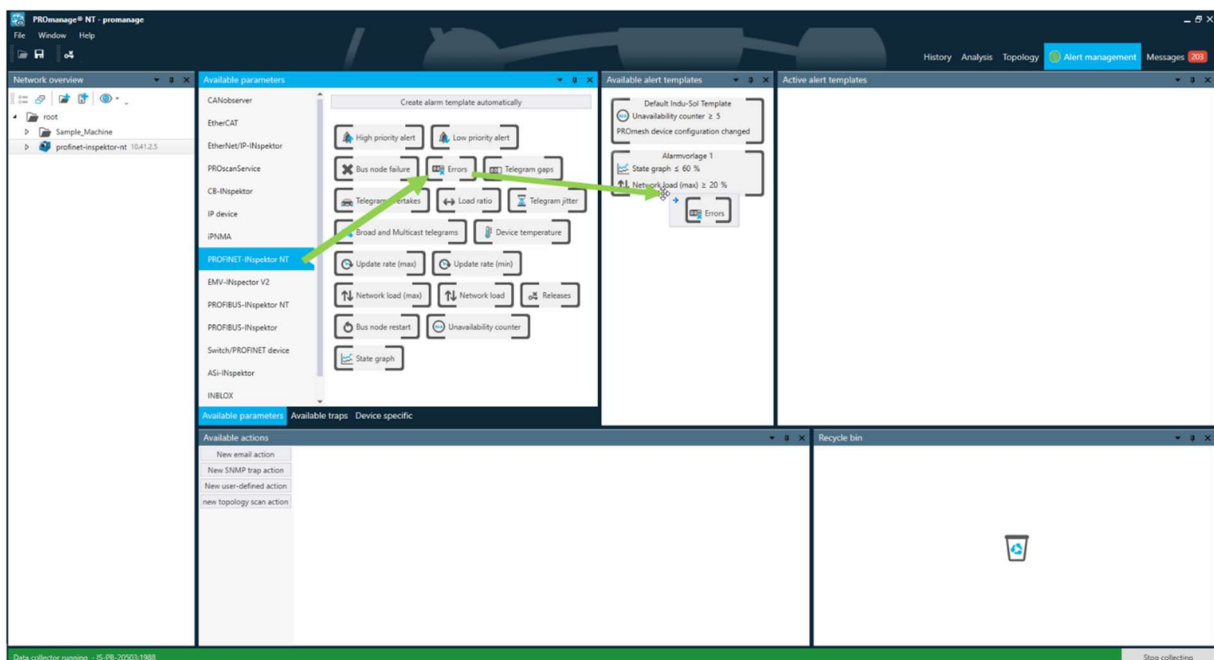 PROmanage® NT - promanage
File Window Help
History Analysis Topology Alert management Messages 203
Network overview
root
Sample_Machine
profinet-inspektor-nt 10.41.2.5
Available parameters
CANobserver
EtherCAT
EtherNet/IP-INspektor
PROscanService
CB-INspektor
IP device
iPNMA
PROFINET-INspektor NT
EMV-INspector V2
PROFIBUS-INspektor NT
PROFIBUS-INspektor
Switch/PROFINET device
ASi-INspektor
INBLOX
Create alarm template automatically
High priority alert Low priority alert
Bus node failure Errors Telegram gaps
Telegram Load ratio Telegram jitter
Broad and Multicast telegrams Device temperature
Update rate (max) Update rate (min)
Network load (max) Network load Releases
Bus node restart Unavailability counter
State graph
Available parameters Available traps Device specific
Available alert templates
Default Indu-Sol Template
Unavailability counter ≥ 5
PROmesh device configuration changed
Alarmvorlage 1
State graph ≤ 60 %
Network load (max) ≥ 20 %
Errors
Active alert templates
Available actions
New email action
New SNMP trap action
New user-defined action
new topology scan action
Recycle bin
Data collector running - IS-PB-20503:1988
Stop collecting